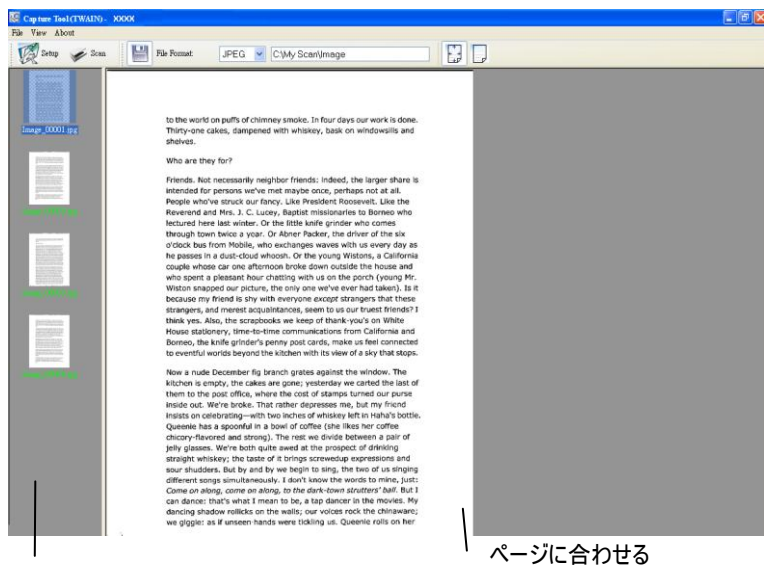 Capture Tool(TWAIN)- XXXX
File View About
Setup Scan File Format: JPEG C:\My Scan\Image
Image_00001.jpg
to the world on puffs of chimney smoke. In four days our work is done.
Thirty-one cakes, dampened with whiskey, bask on windowsills and
shelves.
Who are they for?
Friends. Not necessarily neighbor friends: indeed, the larger share is
intended for persons we've met maybe once, perhaps not at all.
People who've struck our fancy. Like President Roosevelt. Like the
Reverend and Mrs. J. C. Lucey, Baptist missionaries to Borneo who
lectured here last winter. Or the little knife grinder who comes
through town twice a year. Or Abner Packer, the driver of the six
o'clock bus from Mobile, who exchanges waves with us every day as
he passes in a dust-cloud whoosh. Or the young Wistons, a California
couple whose car one afternoon broke down outside the house and
who spent a pleasant hour chatting with us on the porch (young Mr.
Wiston snapped our picture, the only one we've ever had taken). Is it
because my friend is shy with everyone except strangers that these
strangers, and merest acquaintances, seem to us our truest friends? I
think yes. Also, the scrapbooks we keep of thank-you's on White
House stationery, time-to-time communications from California and
Borneo, the knife grinder's penny post cards, make us feel connected
to eventful worlds beyond the kitchen with its view of a sky that stops.
Now a nude December fig branch grates against the window. The
kitchen is empty, the cakes are gone; yesterday we carted the last of
them to the post office, where the cost of stamps turned our purse
inside out. We're broke. That rather depresses me, but my friend
insists on celebrating—with two inches of whiskey left in Haha's bottle.
Queenie has a spoonful in a bowl of coffee (she likes her coffee
chicory-flavored and strong). The rest we divide between a pair of
jelly glasses. We're both quite awed at the prospect of drinking
straight whiskey; the taste of it brings screwedup expressions and
sour shudders. But by and by we begin to sing, the two of us singing
different songs simultaneously. I don't know the words to mine, just:
Come on along, come on along, to the dark-town strutters' ball. But I
can dance: that's what I mean to be, a tap dancer in the movies. My
dancing shadow rollicks on the walls; our voices rock the chinaware;
we giggle: as if unseen hands were tickling us. Queenie rolls on her
ページに合わせる